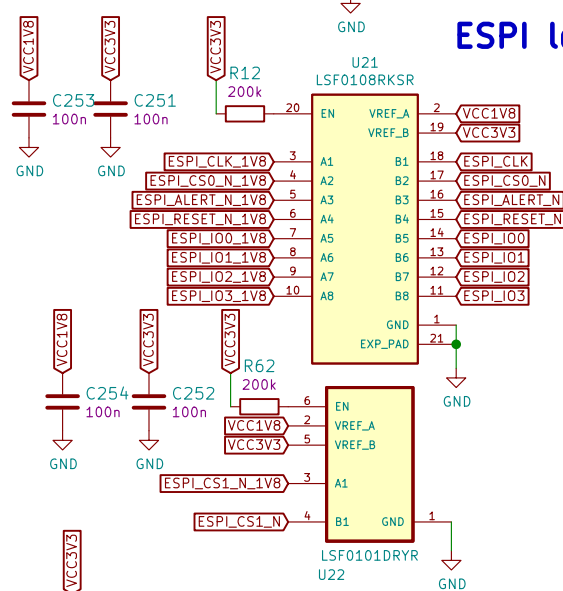 GND
ESPI l
VCC1V8
VCC3V3
VCC3V3
R12
200k
U21
LSF0108RKSR
C253
100n
C251
100n
GND
GND
20 EN VREF_A 2 VCC1V8
VREF_B 19 VCC3V3
ESPI_CLK_1V8 3 A1 B1 18 ESPI_CLK
ESPI_CS0_N_1V8 4 A2 B2 17 ESPI_CS0_N
ESPI_ALERT_N_1V8 5 A3 B3 16 ESPI_ALERT_N
ESPI_RESET_N_1V8 6 A4 B4 15 ESPI_RESET_N
ESPI_IO0_1V8 7 A5 B5 14 ESPI_IO0
ESPI_IO1_1V8 8 A6 B6 13 ESPI_IO1
ESPI_IO2_1V8 9 A7 B7 12 ESPI_IO2
ESPI_IO3_1V8 10 A8 B8 11 ESPI_IO3
GND 1
EXP_PAD 21
GND
VCC1V8
VCC3V3
VCC3V3
R62
200k
C254
100n
C252
100n
GND
GND
6 EN
VCC1V8 2 VREF_A
VCC3V3 5 VREF_B
ESPI_CS1_N_1V8 3 A1
ESPI_CS1_N 4 B1 GND 1
LSF0101DRYR
U22
GND
VCC3V3